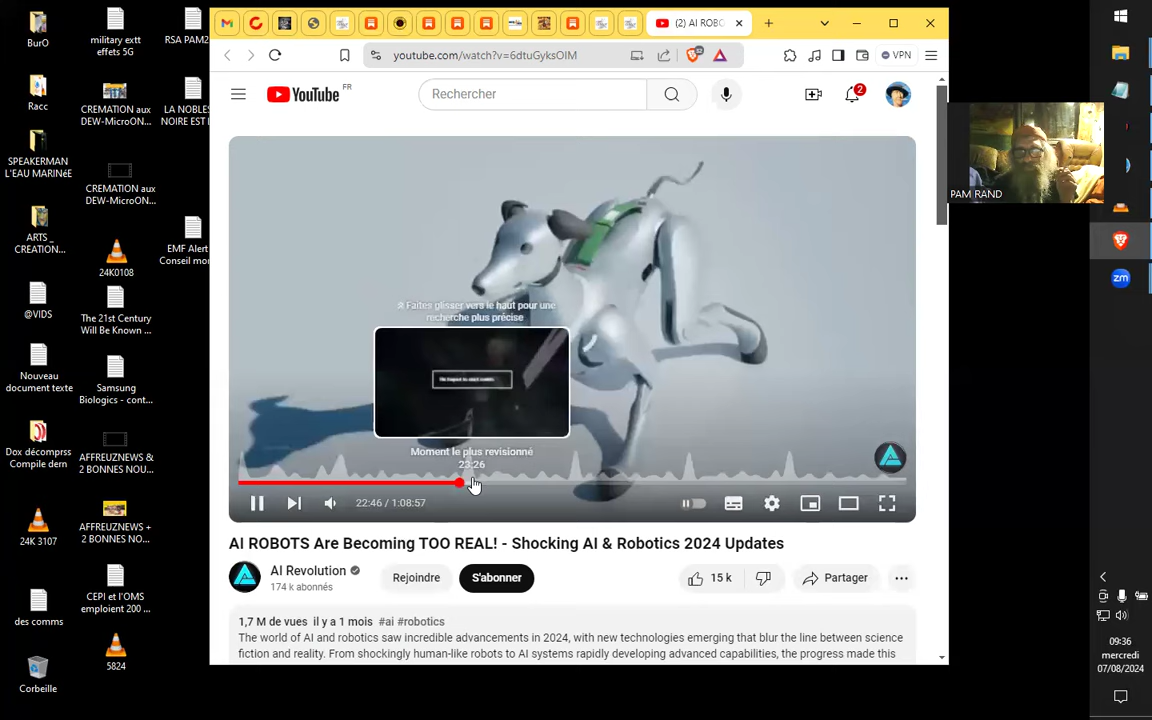 BurO
military extt
effets 5G
RSA PAM2
Racc
CREMATION aux
DEW-MicroON...
LA NOBLES
NOIRE EST I
SPEAKERMAN
L'EAU MARINéE
CREMATION aux
DEW-MicroON...
ARTS _
CREATION...
24K0108
EMF Alert
Conseil mor
@VIDS
The 21st Century
Will Be Known ...
Nouveau
document texte
Samsung
Biologics - cont...
Dox décomprss
Compile dern
AFFREUZNEWS &
2 BONNES NOU...
24K 3107
AFFREUZNEWS +
2 BONNES NO...
des comms
CEPI et l'OMS
emploient 200 ...
Corbeille
5824
(2) AI ROBO
youtube.com/watch?v=6dtuGyksOIM
VPN
YouTube FR
Rechercher
2
Faites glisser vers le haut pour une
recherche plus précise
Moment le plus revisionné
23:26
22:46 / 1:08:57
AI ROBOTS Are Becoming TOO REAL! - Shocking AI & Robotics 2024 Updates
AI Revolution
174 k abonnés
Rejoindre
S'abonner
15 k
Partager
1,7 M de vues il y a 1 mois #ai #robotics
The world of AI and robotics saw incredible advancements in 2024, with new technologies emerging that blur the line between science
fiction and reality. From shockingly human-like robots to AI systems rapidly developing advanced capabilities, the progress made this
PAM RAND
zm
09:36
mercredi
07/08/2024